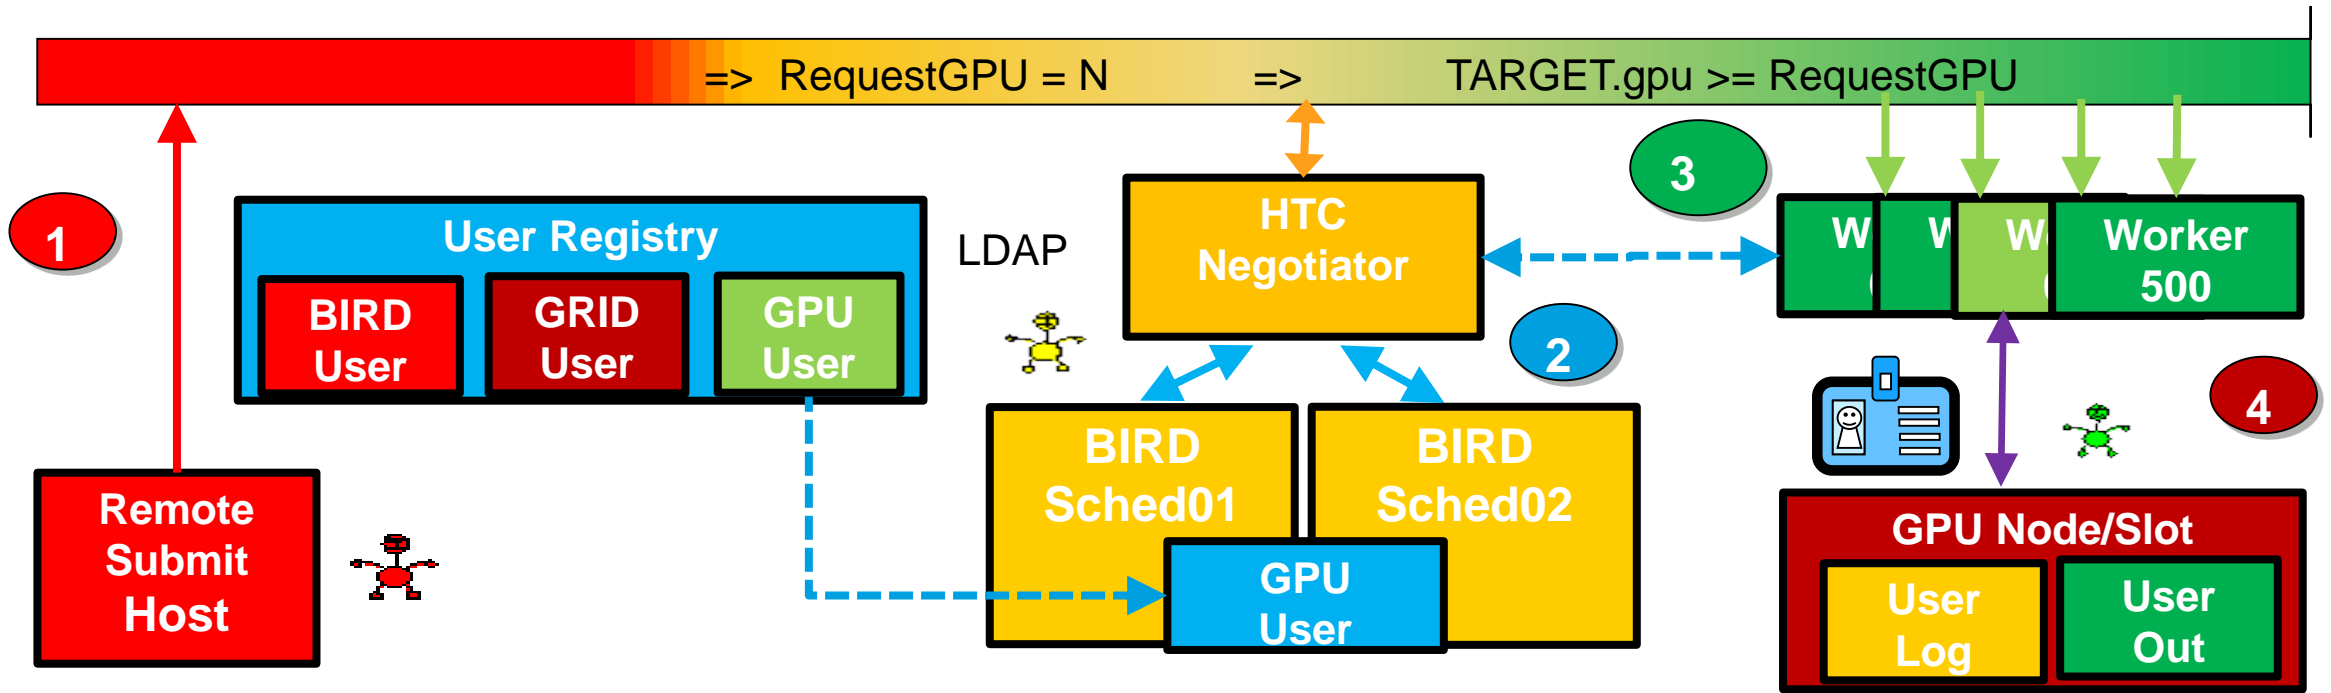 => RequestGPU = N => TARGET.gpu >= RequestGPU
1
User Registry
BIRD
User
GRID
User
GPU
User
LDAP
HTC
Negotiator
3
Worker
500
2
4
Remote
Submit
Host
BIRD
Sched01
BIRD
Sched02
GPU
User
GPU Node/Slot
User
Log
User
Out